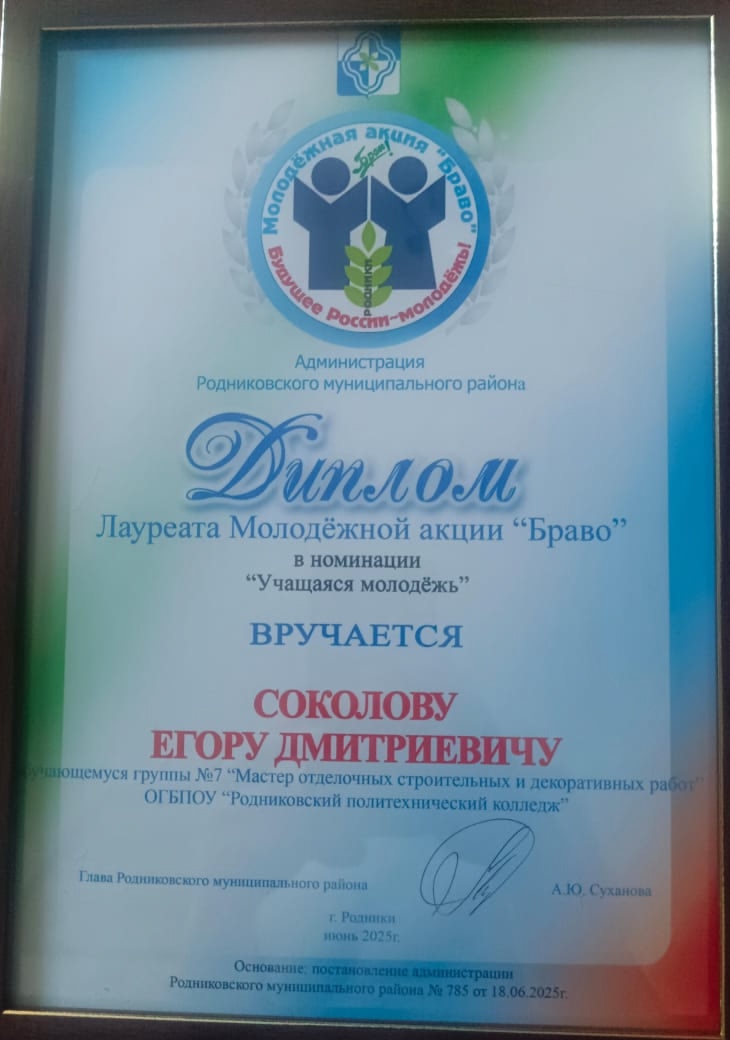 Молодёжная акция "Браво"
Браво!
Родники
Будущее России-молодёжь!
Администрация
Родниковского муниципального района
Диплом
Лауреата Молодёжной акции “Браво”
в номинации
“Учащаяся молодёжь”
ВРУЧАЕТСЯ
СОКОЛОВУ
ЕГОРУ ДМИТРИЕВИЧУ
обучающемуся группы №7 “Мастер отделочных строительных и декоративных работ”
ОГБПОУ “Родниковский политехнический колледж”
Глава Родниковского муниципального района А.Ю. Суханова
г. Родники
июнь 2025г.
Основание: постановление администрации
Родниковского муниципального района № 785 от 18.06.2025г.